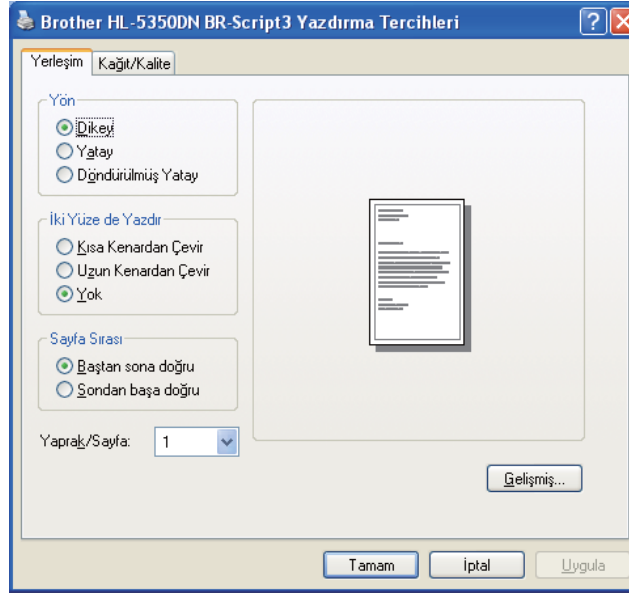 Brother HL-5350DN BR-Script3 Yazdırma Tercihleri
Yerleşim Kağıt/Kalite
Yön
Dikey
Yatay
Döndürülmüş Yatay
İki Yüze de Yazdır
Kısa Kenardan Çevir
Uzun Kenardan Çevir
Yok
Sayfa Sırası
Baştan sona doğru
Sondan başa doğru
Yaprak/Sayfa: 1
Gelişmiş...
Tamam İptal Uygula